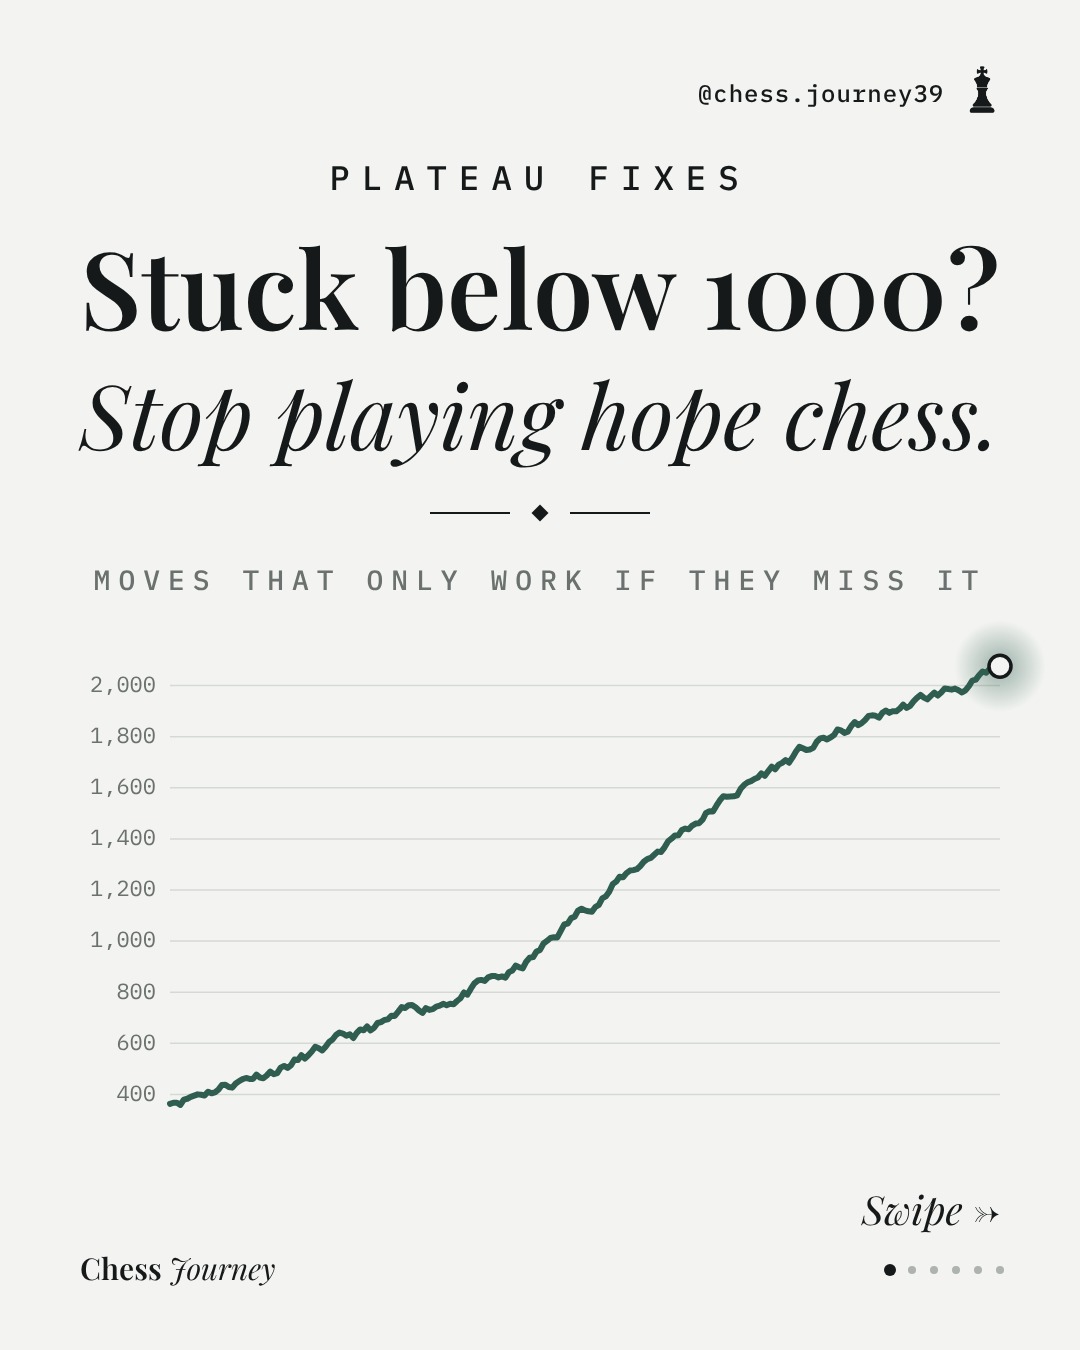 @chess.journey39
PLATEAU FIXES
Stuck below 1000?
Stop playing hope chess.
MOVES THAT ONLY WORK IF THEY MISS IT
2,000
1,800
1,600
1,400
1,200
1,000
800
600
400
Swipe
Chess Journey